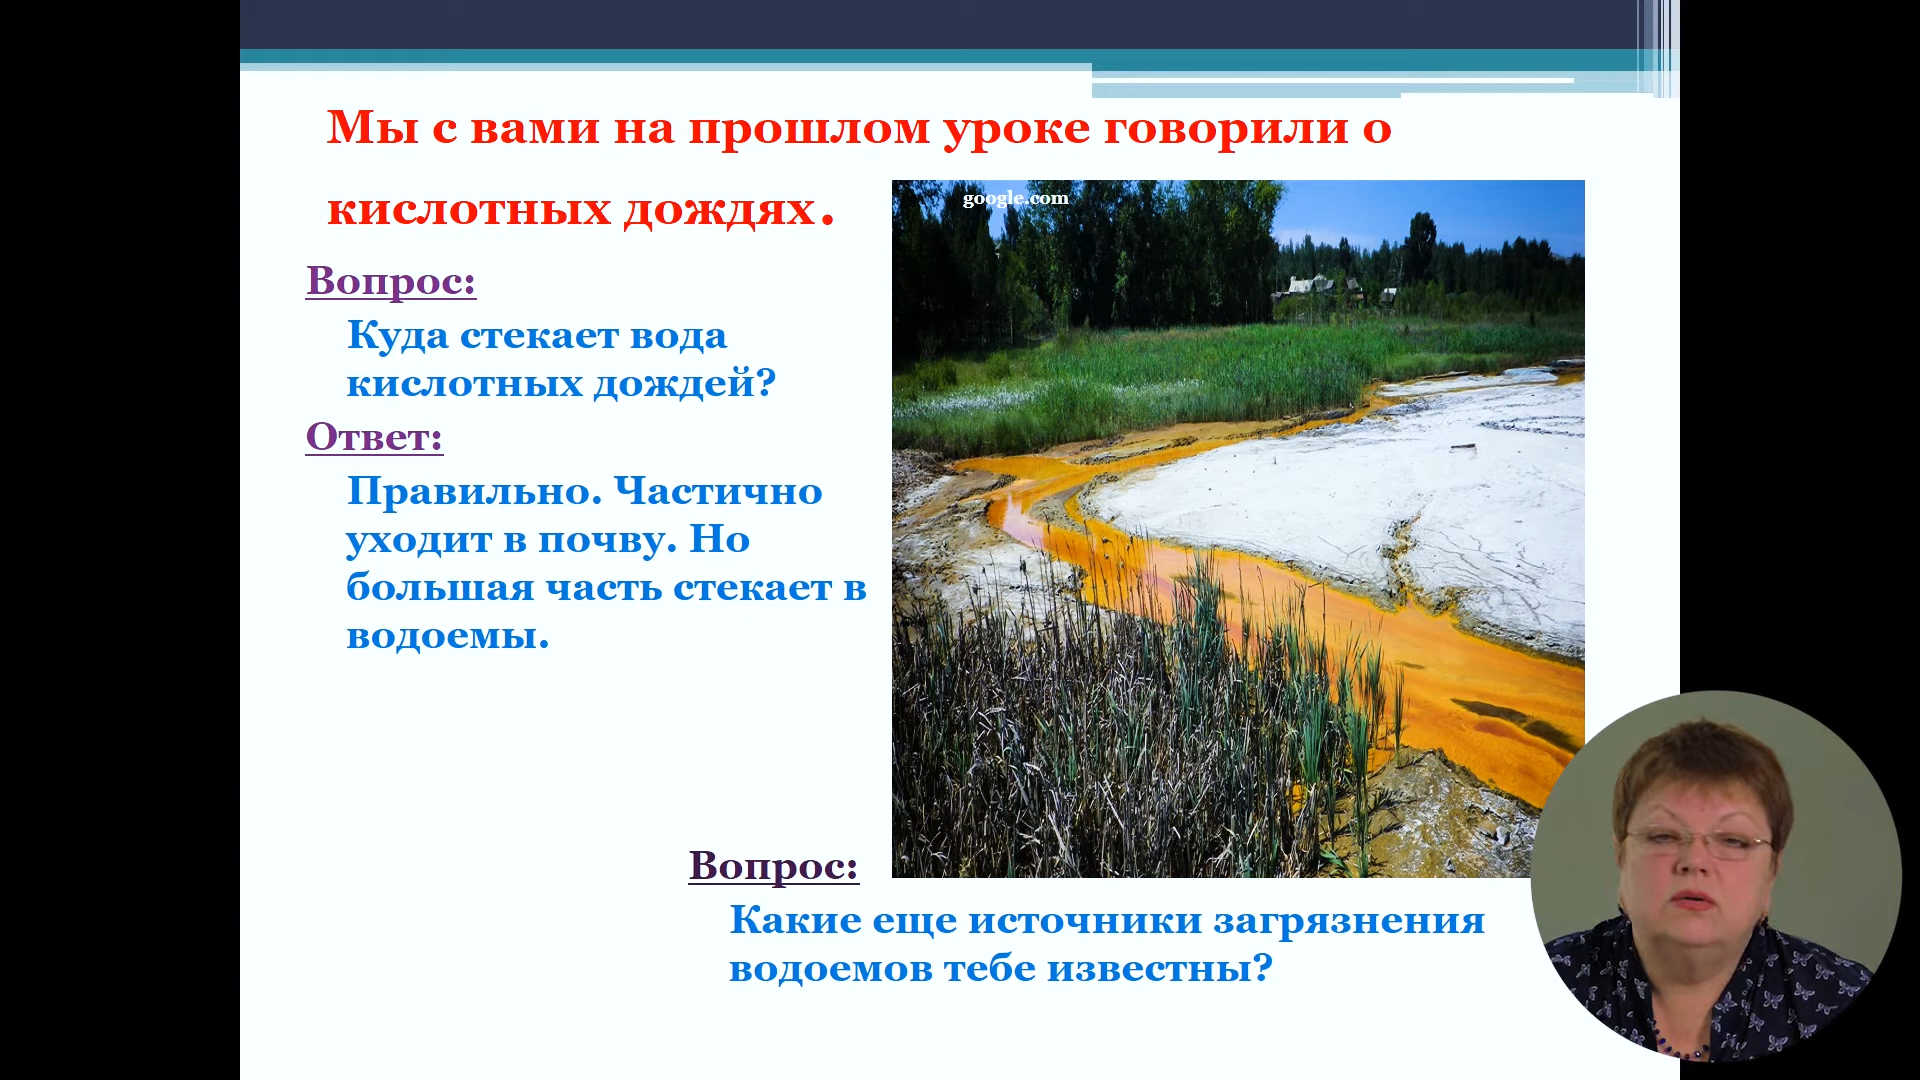 Мы с вами на прошлом уроке говорили о
кислотных дождях.
google.com
Вопрос:
Куда стекает вода
кислотных дождей?
Ответ:
Правильно. Частично
уходит в почву. Но
большая часть стекает в
водоемы.
Вопрос:
Какие еще источники загрязнения
водоемов тебе известны?